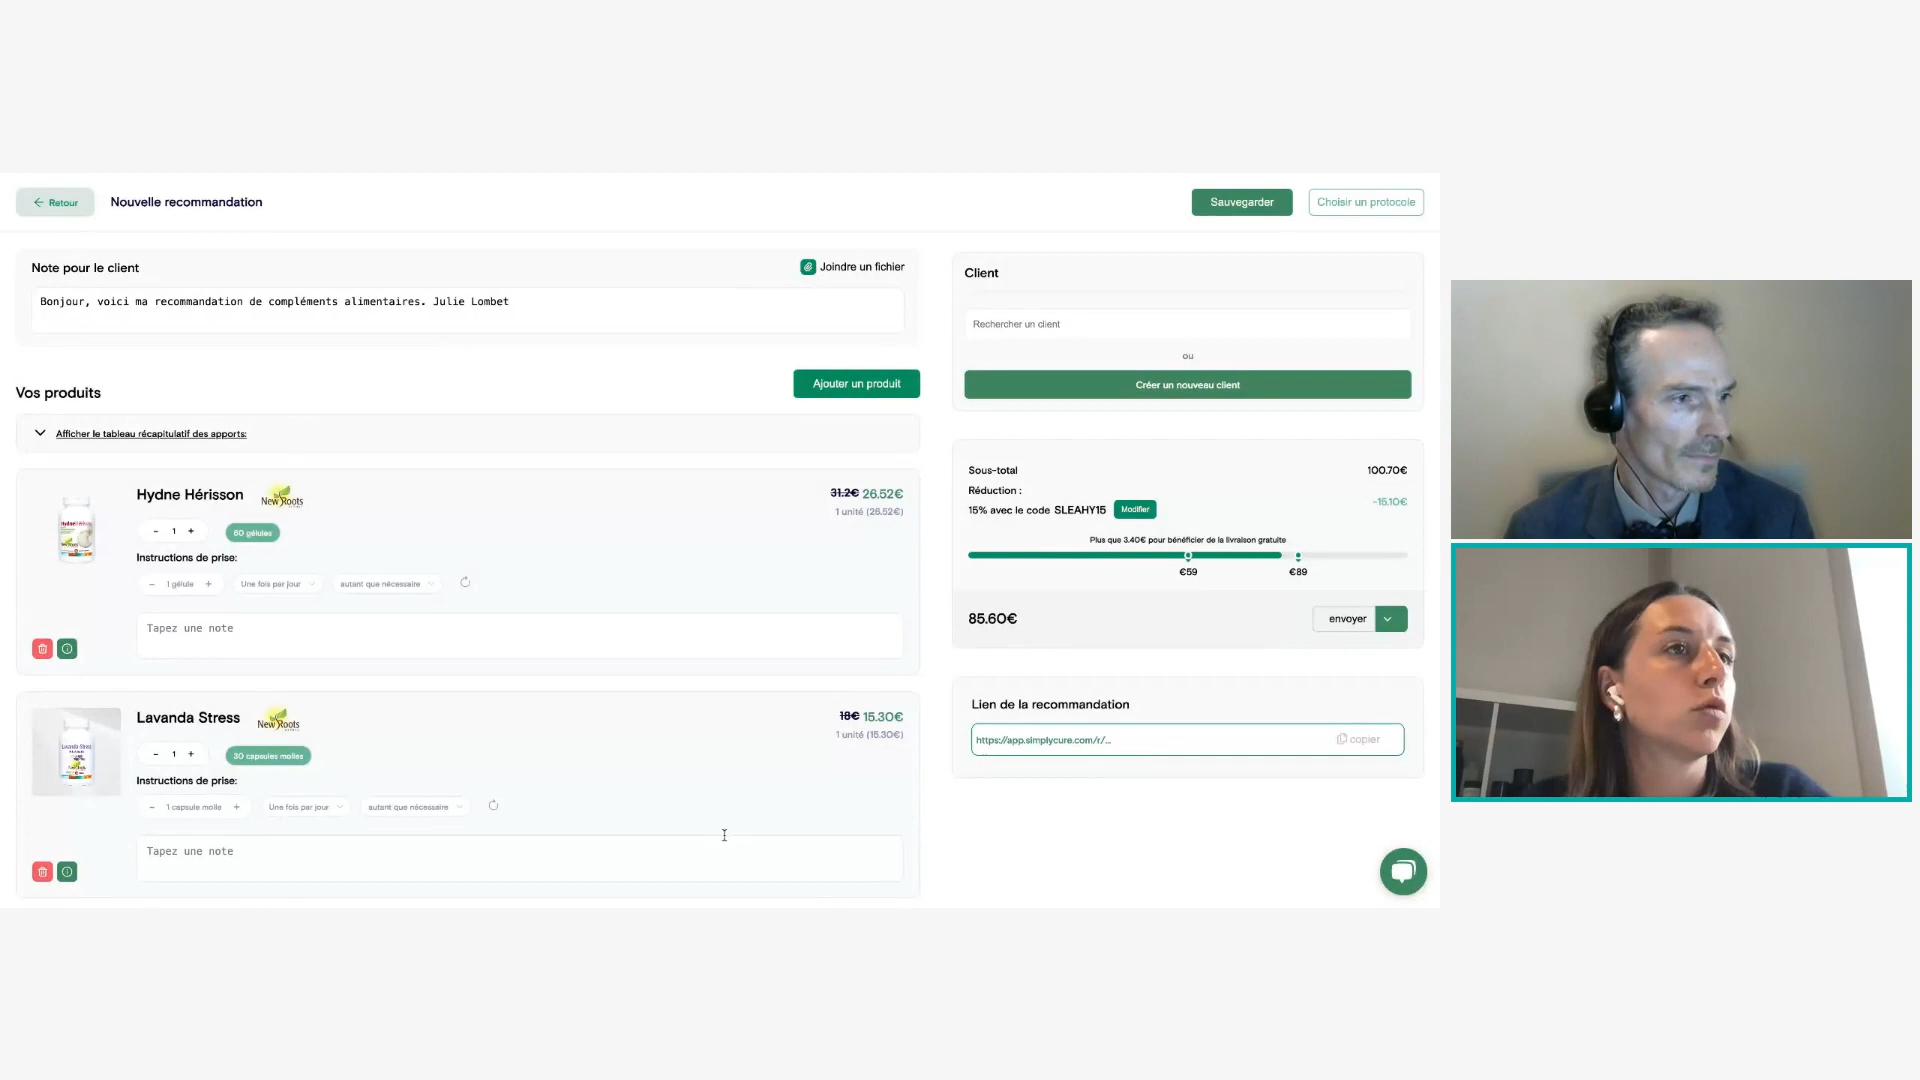 Retour
Nouvelle recommandation
Sauvegarder
Choisir un protocole
Note pour le client
Joindre un fichier
Bonjour, voici ma recommandation de compléments alimentaires. Julie Lombet
Vos produits
Ajouter un produit
Afficher le tableau récapitulatif des apports:
Hydne Hérisson
New Roots
31.2€ 26.52€
1 unité (26.52€)
- 1 +
60 gélules
Instructions de prise:
- 1 gélule +
Une fois par jour
autant que nécessaire
Tapez une note
Lavanda Stress
New Roots
18€ 15.30€
1 unité (15.30€)
- 1 +
30 capsules molles
Instructions de prise:
- 1 capsule molle +
Une fois par jour
autant que nécessaire
Tapez une note
Client
Rechercher un client
ou
Créer un nouveau client
Sous-total
100.70€
Réduction :
15% avec le code SLEAHY15
Modifier
-15.10€
Plus que 3.40€ pour bénéficier de la livraison gratuite
€59
€89
85.60€
envoyer
Lien de la recommandation
https://app.simplycure.com/r/...
copier